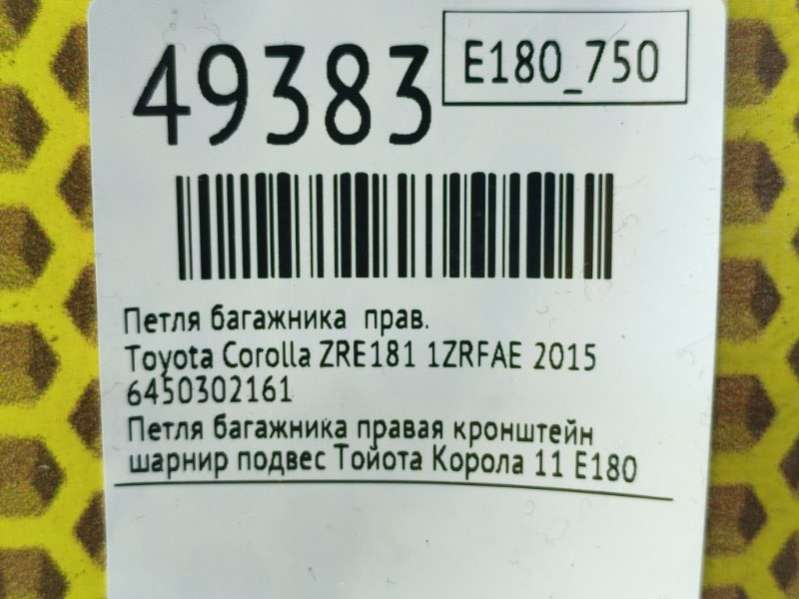 49383
E180_750
Петля багажника прав.
Toyota Corolla ZRE181 1ZRFAE 2015
6450302161
Петля багажника правая кронштейн
шарнир подвес Тойота Корола 11 E180